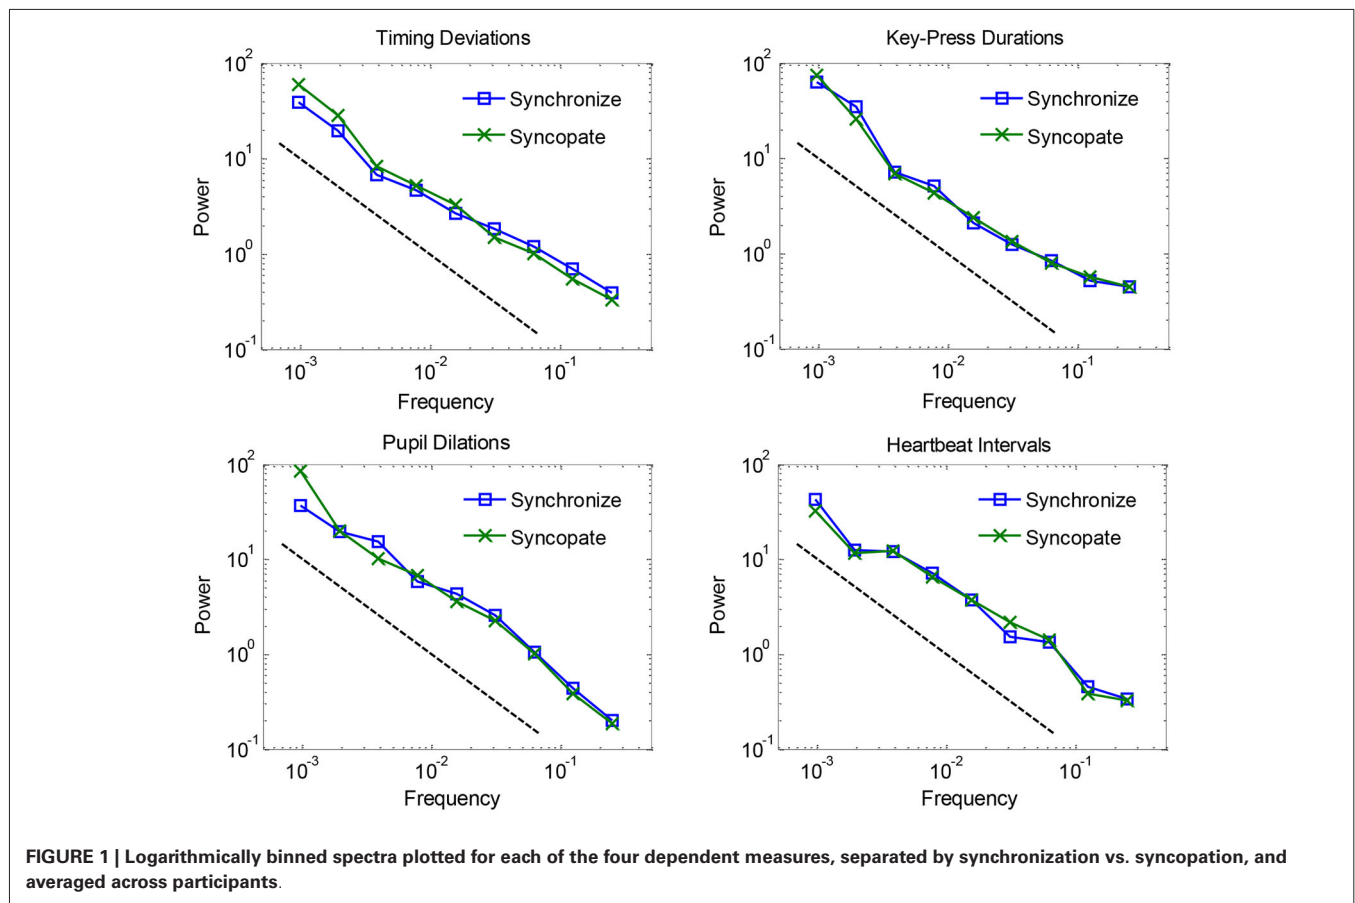 Timing Deviations
10^2
10^1
10^0
10^-1
Power
Synchronize
Syncopate
10^-3
10^-2
10^-1
Frequency
Key-Press Durations
10^2
10^1
10^0
10^-1
Power
Synchronize
Syncopate
10^-3
10^-2
10^-1
Frequency
Pupil Dilations
10^2
10^1
10^0
10^-1
Power
Synchronize
Syncopate
10^-3
10^-2
10^-1
Frequency
Heartbeat Intervals
10^2
10^1
10^0
10^-1
Power
Synchronize
Syncopate
10^-3
10^-2
10^-1
Frequency
FIGURE 1 | Logarithmically binned spectra plotted for each of the four dependent measures, separated by synchronization vs. syncopation, and
averaged across participants.